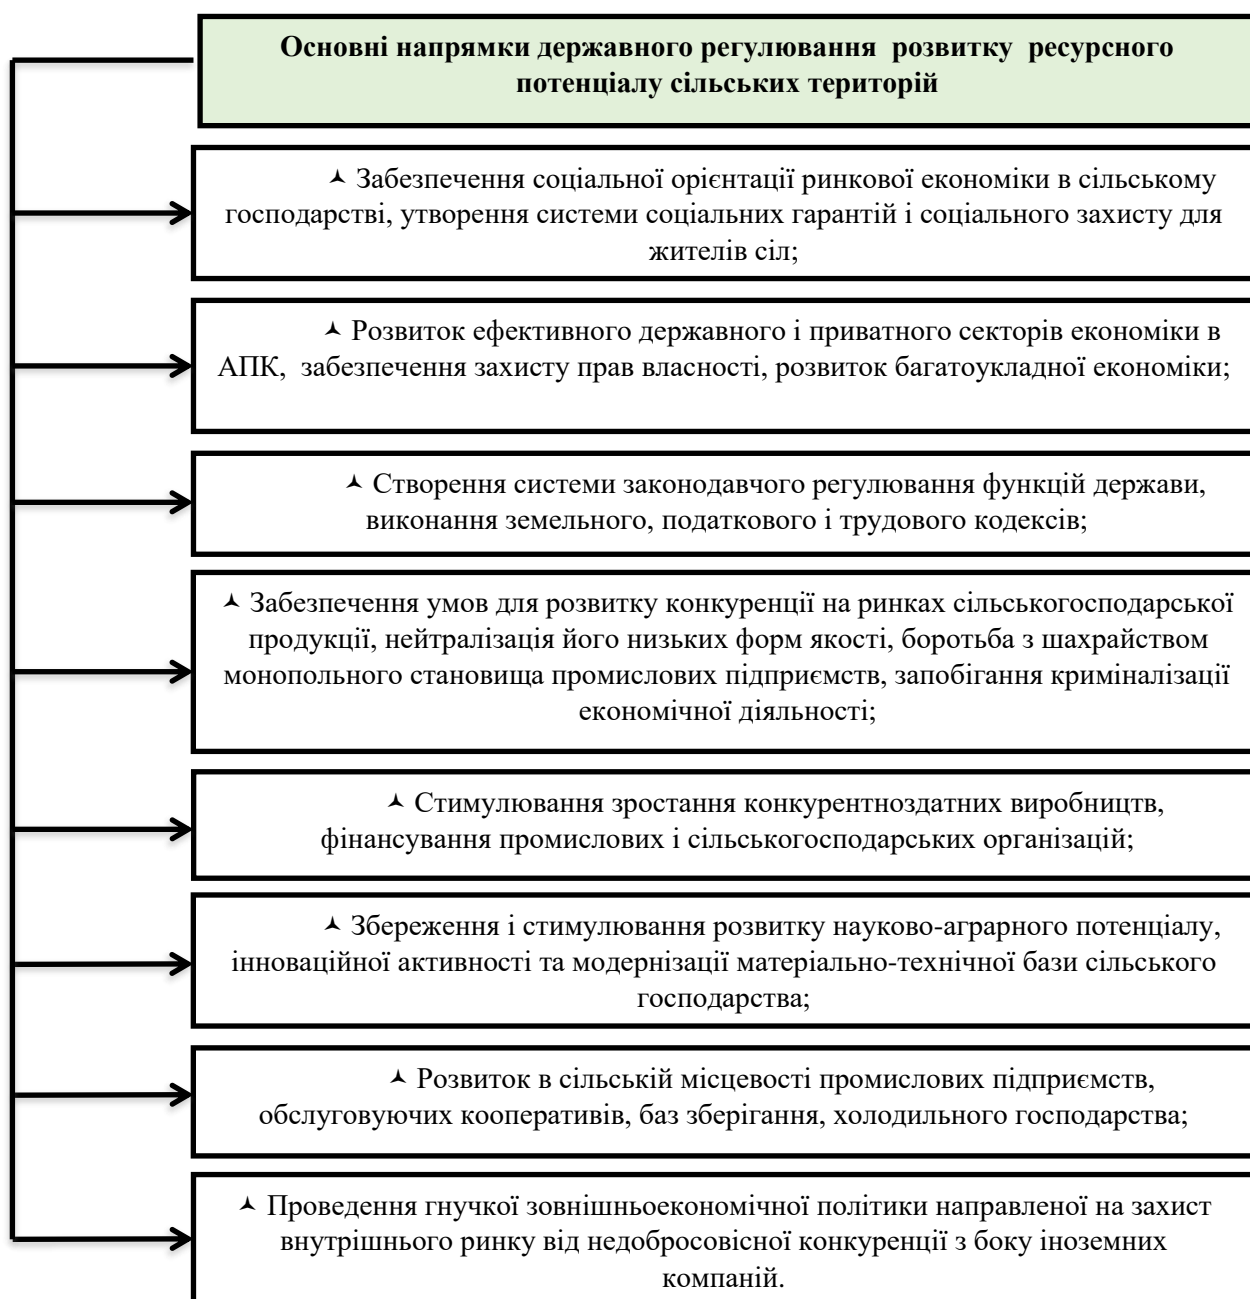 Основні напрямки державного регулювання розвитку ресурсного
потенціалу сільських територій
Забезпечення соціальної орієнтації ринкової економіки в сільському
господарстві, утворення системи соціальних гарантій і соціального захисту для
жителів сіл;
Розвиток ефективного державного і приватного секторів економіки в
АПК, забезпечення захисту прав власності, розвиток багатоукладної економіки;
Створення системи законодавчого регулювання функцій держави,
виконання земельного, податкового і трудового кодексів;
Забезпечення умов для розвитку конкуренції на ринках сільськогосподарської
продукції, нейтралізація його низьких форм якості, боротьба з шахрайством
монопольного становища промислових підприємств, запобігання криміналізації
економічної діяльності;
Стимулювання зростання конкурентноздатних виробництв,
фінансування промислових і сільськогосподарських організацій;
Збереження і стимулювання розвитку науково-аграрного потенціалу,
інноваційної активності та модернізації матеріально-технічної бази сільського
господарства;
Розвиток в сільській місцевості промислових підприємств,
обслуговуючих кооперативів, баз зберігання, холодильного господарства;
Проведення гнучкої зовнішньоекономічної політики направленої на захист
внутрішнього ринку від недобросовісної конкуренції з боку іноземних
компаній.